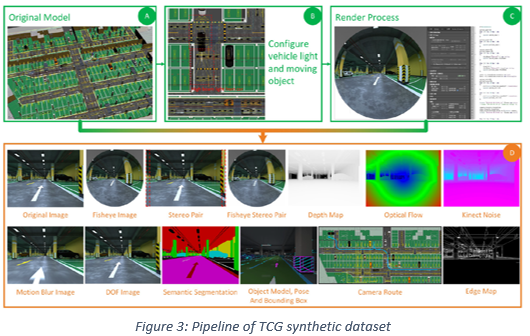 Original Model
A
B
Configure
vehicle light
and moving
object
Render Process
C
D
Original Image
Fisheye Image
Stereo Pair
Fisheye Stereo Pair
Depth Map
Optical Flow
Kinect Noise
Motion Blur Image
DOF Image
Semantic Segmentation
Object Model, Pose
And Bounding Box
Camera Route
Edge Map
Figure 3: Pipeline of TCG synthetic dataset